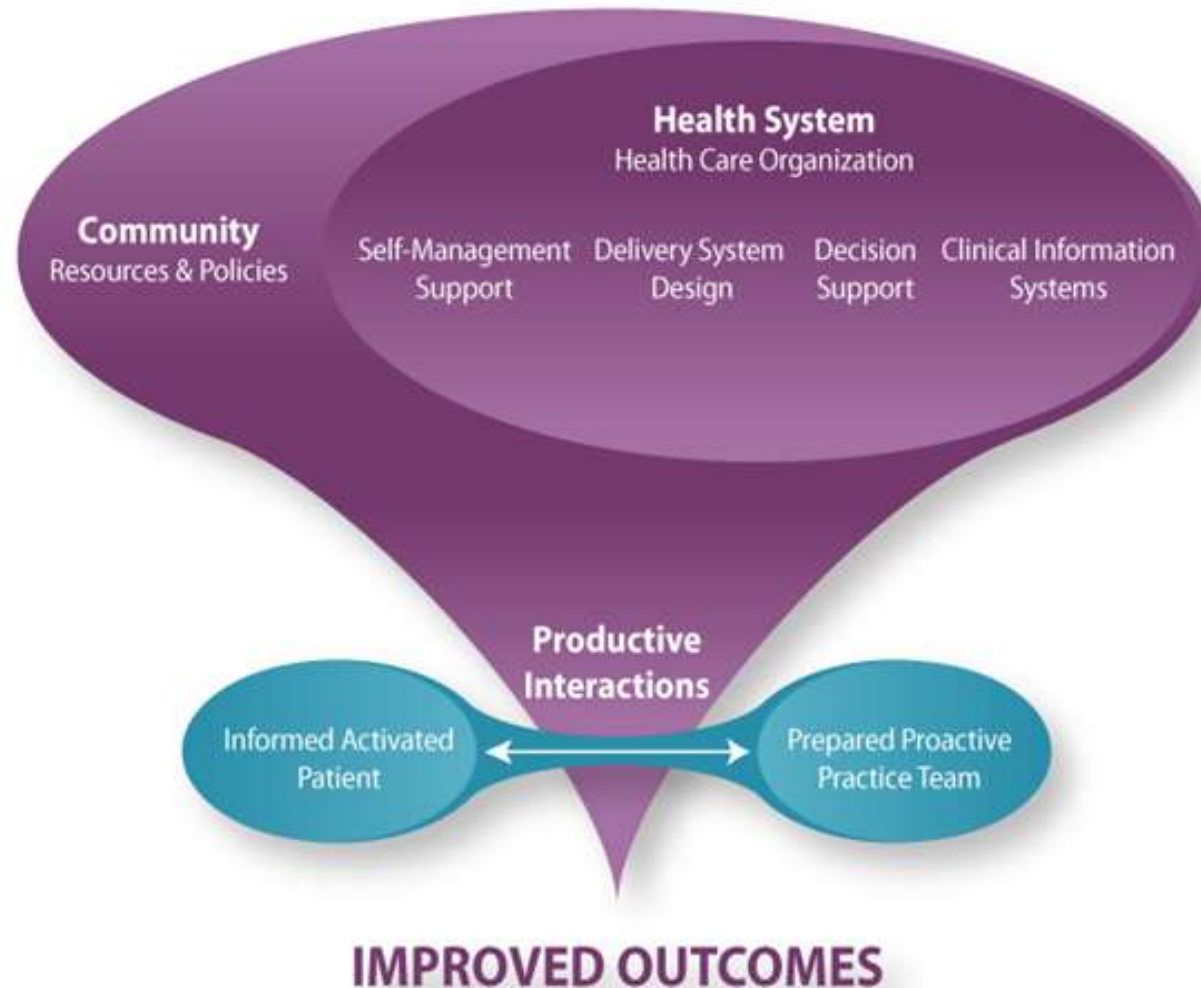 Health System
Health Care Organization
Community
Resources & Policies
Self-Management
Support
Delivery System
Design
Decision
Support
Clinical Information
Systems
Productive
Interactions
Informed Activated
Patient
Prepared Proactive
Practice Team
IMPROVED OUTCOMES